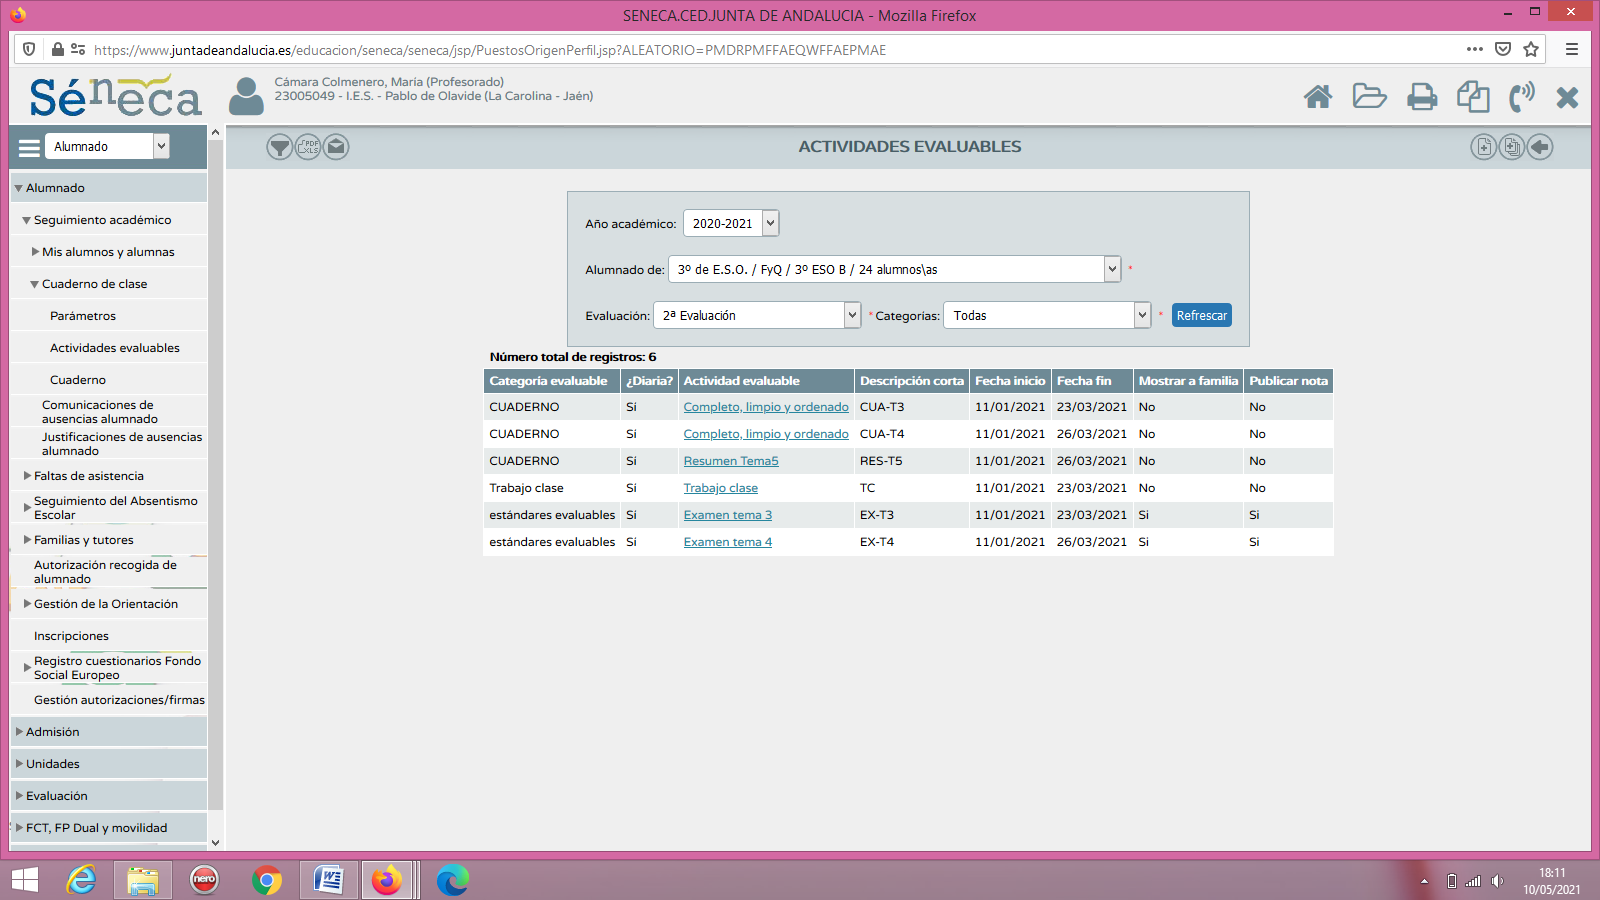 SENECA.CED.JUNTA DE ANDALUCIA - Mozilla Firefox
https://www.juntadeandalucia.es/educacion/seneca/seneca/jsp/PuestosOrigenPerfil.jsp?ALEATORIO=PMDRPMFFAEQWFFAEPMAE
Séneca
Cámara Colmenero, María (Profesorado)
23005049 - I.E.S. - Pablo de Olavide (La Carolina - Jaén)
Alumnado
PDF
XLS
ACTIVIDADES EVALUABLES
Alumnado
Seguimiento académico
Mis alumnos y alumnas
Cuaderno de clase
Parámetros
Actividades evaluables
Cuaderno
Comunicaciones de
ausencias alumnado
Justificaciones de ausencias
alumnado
Faltas de asistencia
Seguimiento del Absentismo
Escolar
Familias y tutores
Autorización recogida de
alumnado
Gestión de la Orientación
Inscripciones
Registro cuestionarios Fondo
Social Europeo
Gestión autorizaciones/firmas
Admisión
Unidades
Evaluación
FCT, FP Dual y movilidad
Año académico: 2020-2021
Alumnado de: 3º de E.S.O. / FyQ / 3º ESO B / 24 alumnos\as *
Evaluación: 2ª Evaluación * Categorías: Todas * Refrescar
Número total de registros: 6
Categoría evaluable ¿Diaria? Actividad evaluable Descripción corta Fecha inicio Fecha fin Mostrar a familia Publicar nota
CUADERNO Sí Completo, limpio y ordenado CUA-T3 11/01/2021 23/03/2021 No No
CUADERNO Sí Completo, limpio y ordenado CUA-T4 11/01/2021 26/03/2021 No No
CUADERNO Sí Resumen Tema5 RES-T5 11/01/2021 26/03/2021 No No
Trabajo clase Sí Trabajo clase TC 11/01/2021 23/03/2021 No No
estándares evaluables Sí Examen tema 3 EX-T3 11/01/2021 23/03/2021 Si Si
estándares evaluables Sí Examen tema 4 EX-T4 11/01/2021 26/03/2021 Si Si
nero
18:11
10/05/2021